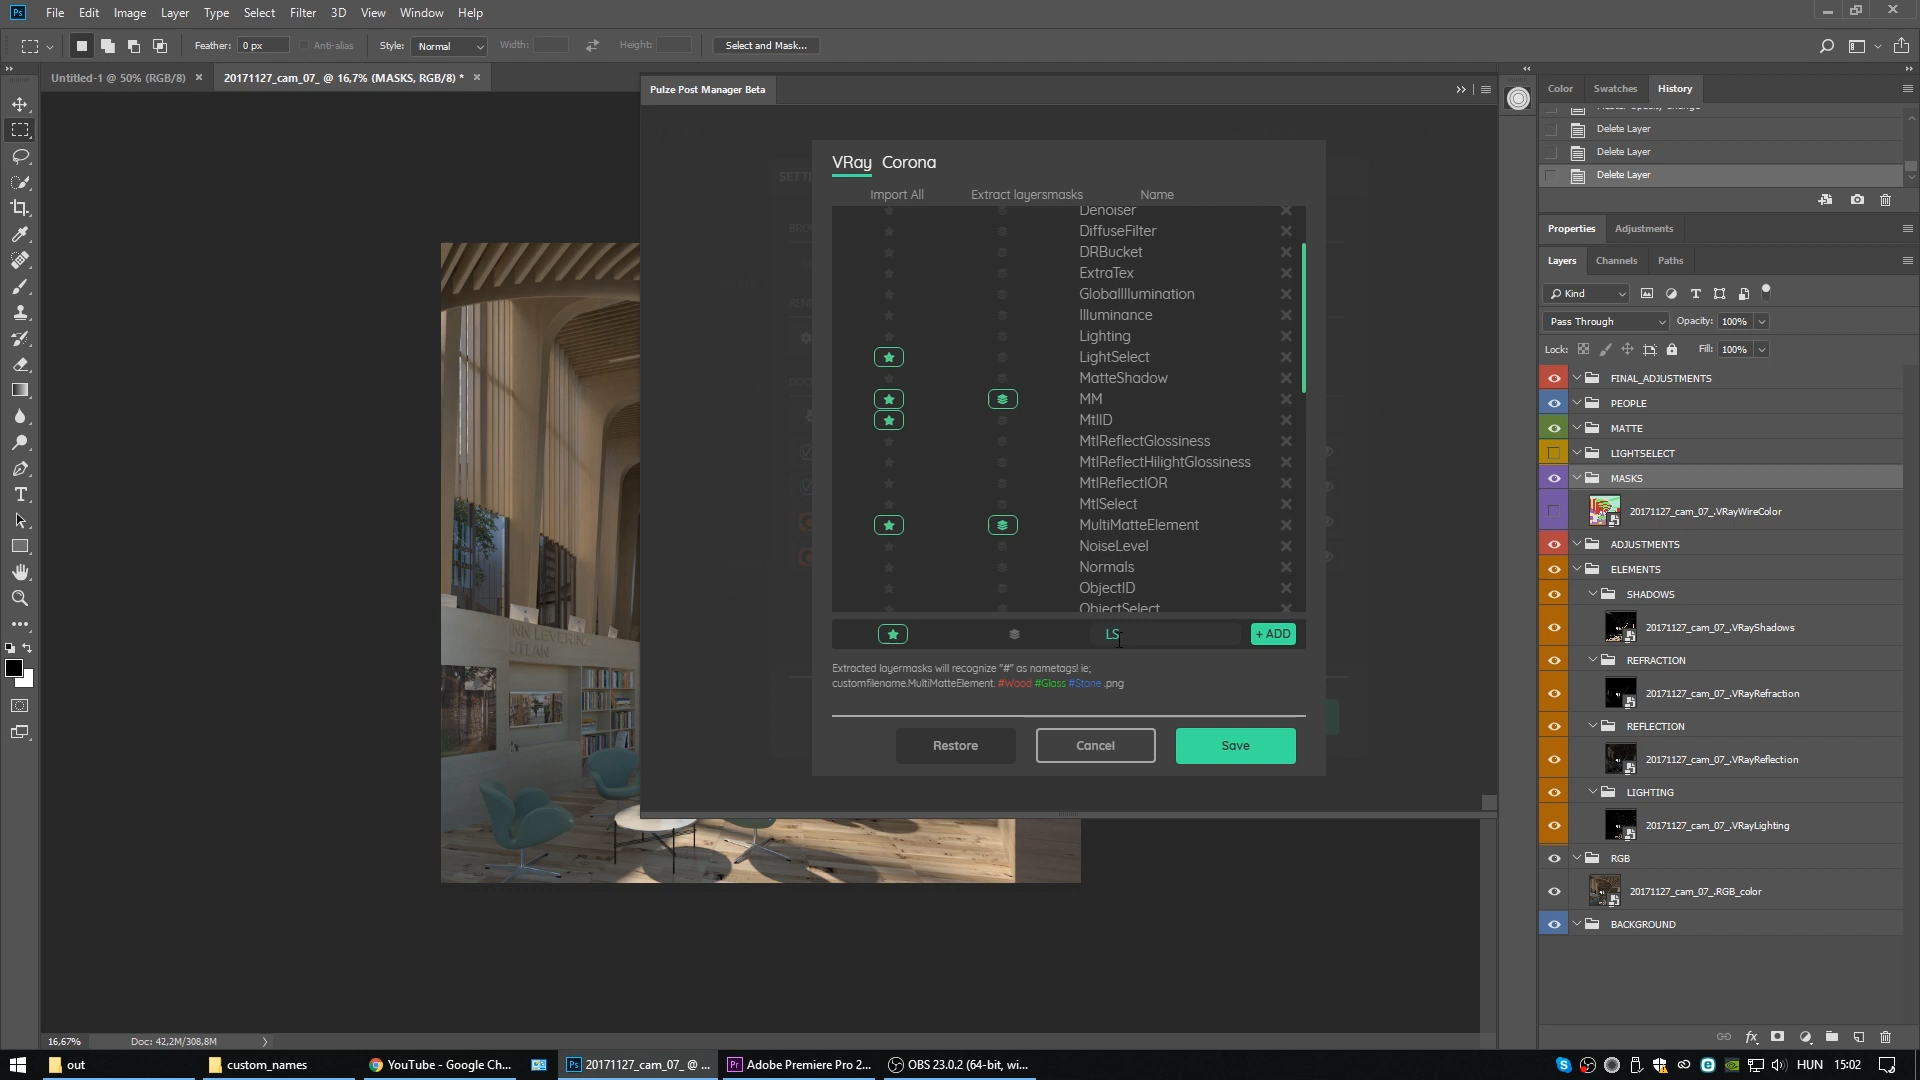 Ps File Edit Image Layer Type Select Filter 3D View Window Help
Feather: 0 px Anti-alias Style: Normal Width: Height: Select and Mask...
Untitled-1 @ 50% (RGB/8) × 20171127_cam_07_ @ 16,7% (MASKS, RGB/8) * ×
Pulze Post Manager Beta
VRay Corona
Import All Extract layersmasks Name
Denoiser
DiffuseFilter
DRBucket
ExtraTex
GlobalIllumination
Illuminance
Lighting
LightSelect
MatteShadow
MM
MtlID
MtlReflectGlossiness
MtlReflectHilightGlossiness
MtlReflectIOR
MtlSelect
MultiMatteElement
NoiseLevel
Normals
ObjectID
ObjectSelect
LS
+ ADD
Extracted layermasks will recognize "#" as nametags! ie;
customfilename.MultiMatteElement. #Wood #Glass #Stone .png
Restore Cancel Save
Color Swatches History
Delete Layer
Delete Layer
Delete Layer
Properties Adjustments
Layers Channels Paths
Kind
Pass Through Opacity: 100%
Lock: Fill: 100%
FINAL_ADJUSTMENTS
PEOPLE
MATTE
LIGHTSELECT
MASKS
20171127_cam_07_.VRayWireColor
ADJUSTMENTS
ELEMENTS
SHADOWS
20171127_cam_07_.VRayShadows
REFRACTION
20171127_cam_07_.VRayRefraction
REFLECTION
20171127_cam_07_.VRayReflection
LIGHTING
20171127_cam_07_.VRayLighting
RGB
20171127_cam_07_.RGB_color
BACKGROUND
16,67% Doc: 42,2M/308,8M
out custom_names YouTube - Google Ch... 20171127_cam_07_ @ ... Adobe Premiere Pro 2... OBS 23.0.2 (64-bit, wi... HUN 15:02